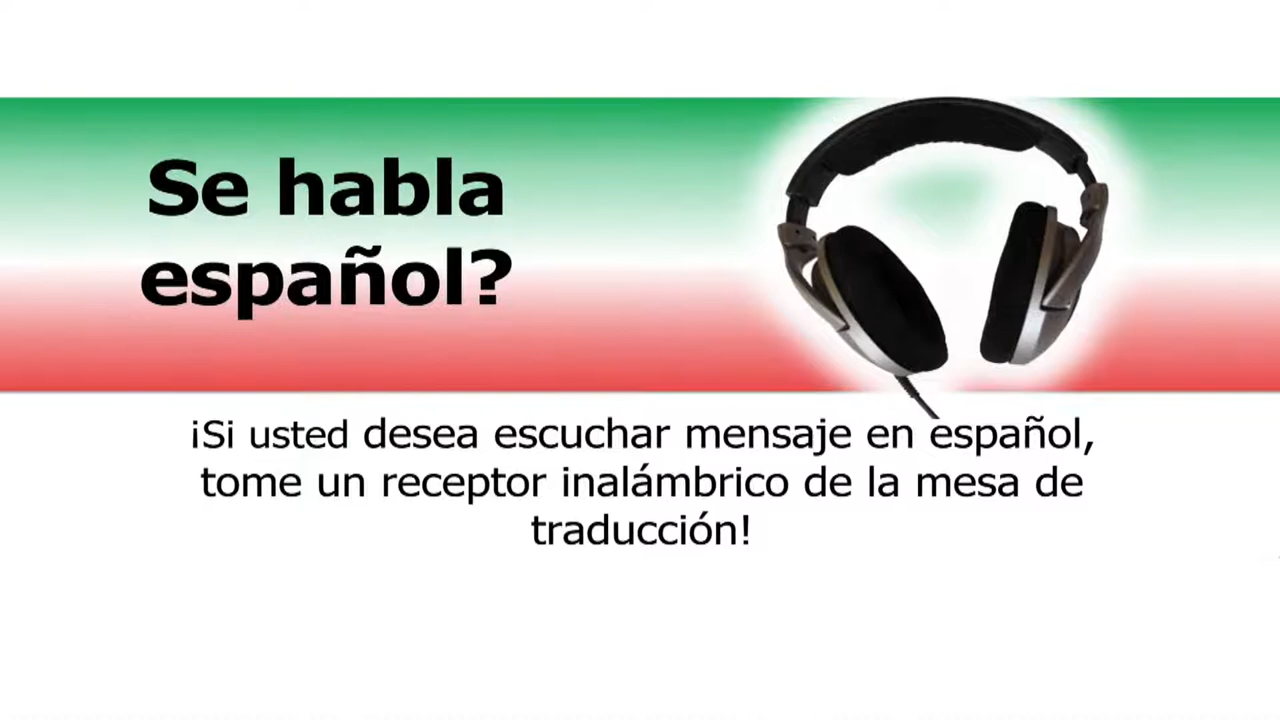 Se habla
español?
¡Si usted desea escuchar mensaje en español,
tome un receptor inalámbrico de la mesa de
traducción!